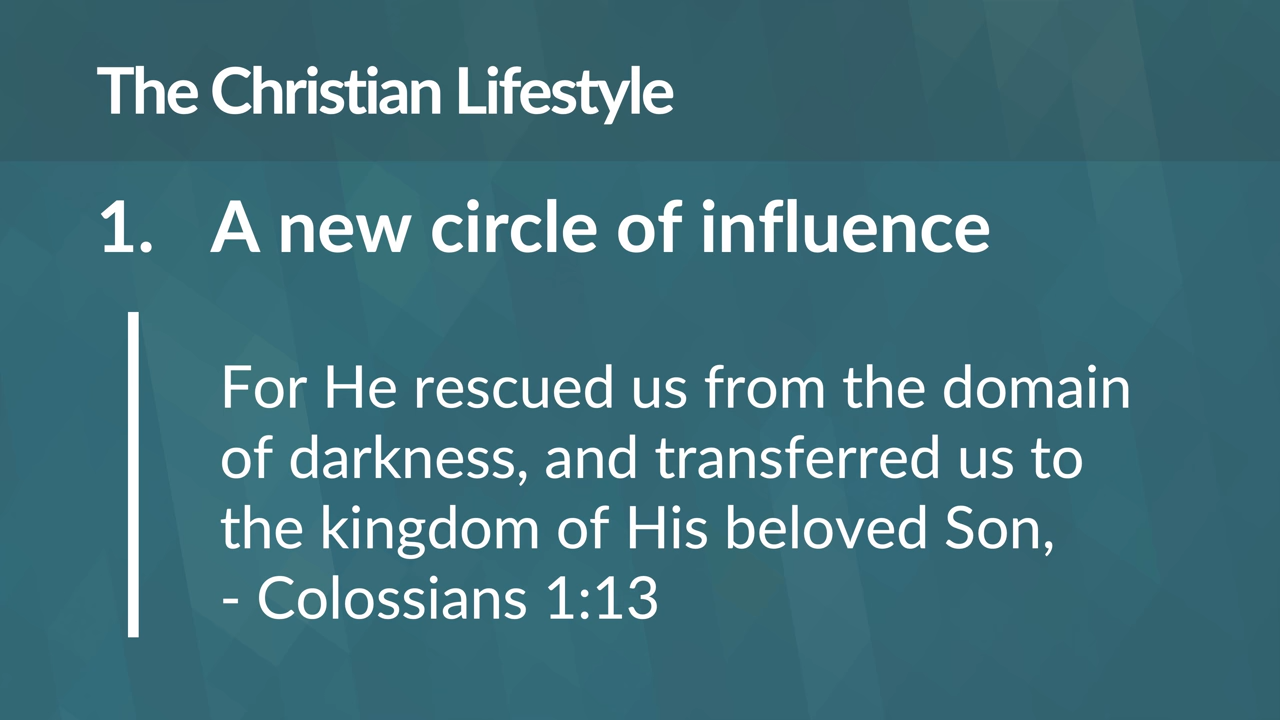 The Christian Lifestyle
1. A new circle of influence
For He rescued us from the domain
of darkness, and transferred us to
the kingdom of His beloved Son,
- Colossians 1:13